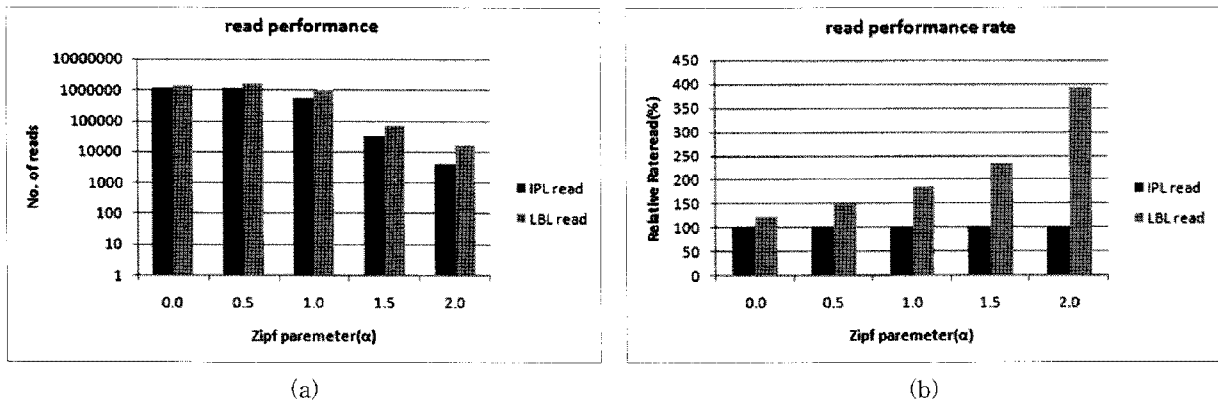 read performance
No. of reads
10000000
1000000
100000
10000
1000
100
10
1
0.0 0.5 1.0 1.5 2.0
Zipf paremeter(α)
IPL read
LBL read
(a)
read performance rate
Relative Rateread(%)
450
400
350
300
250
200
150
100
50
0
0.0 0.5 1.0 1.5 2.0
Zipf paremeter(α)
IPL read
LBL read
(b)